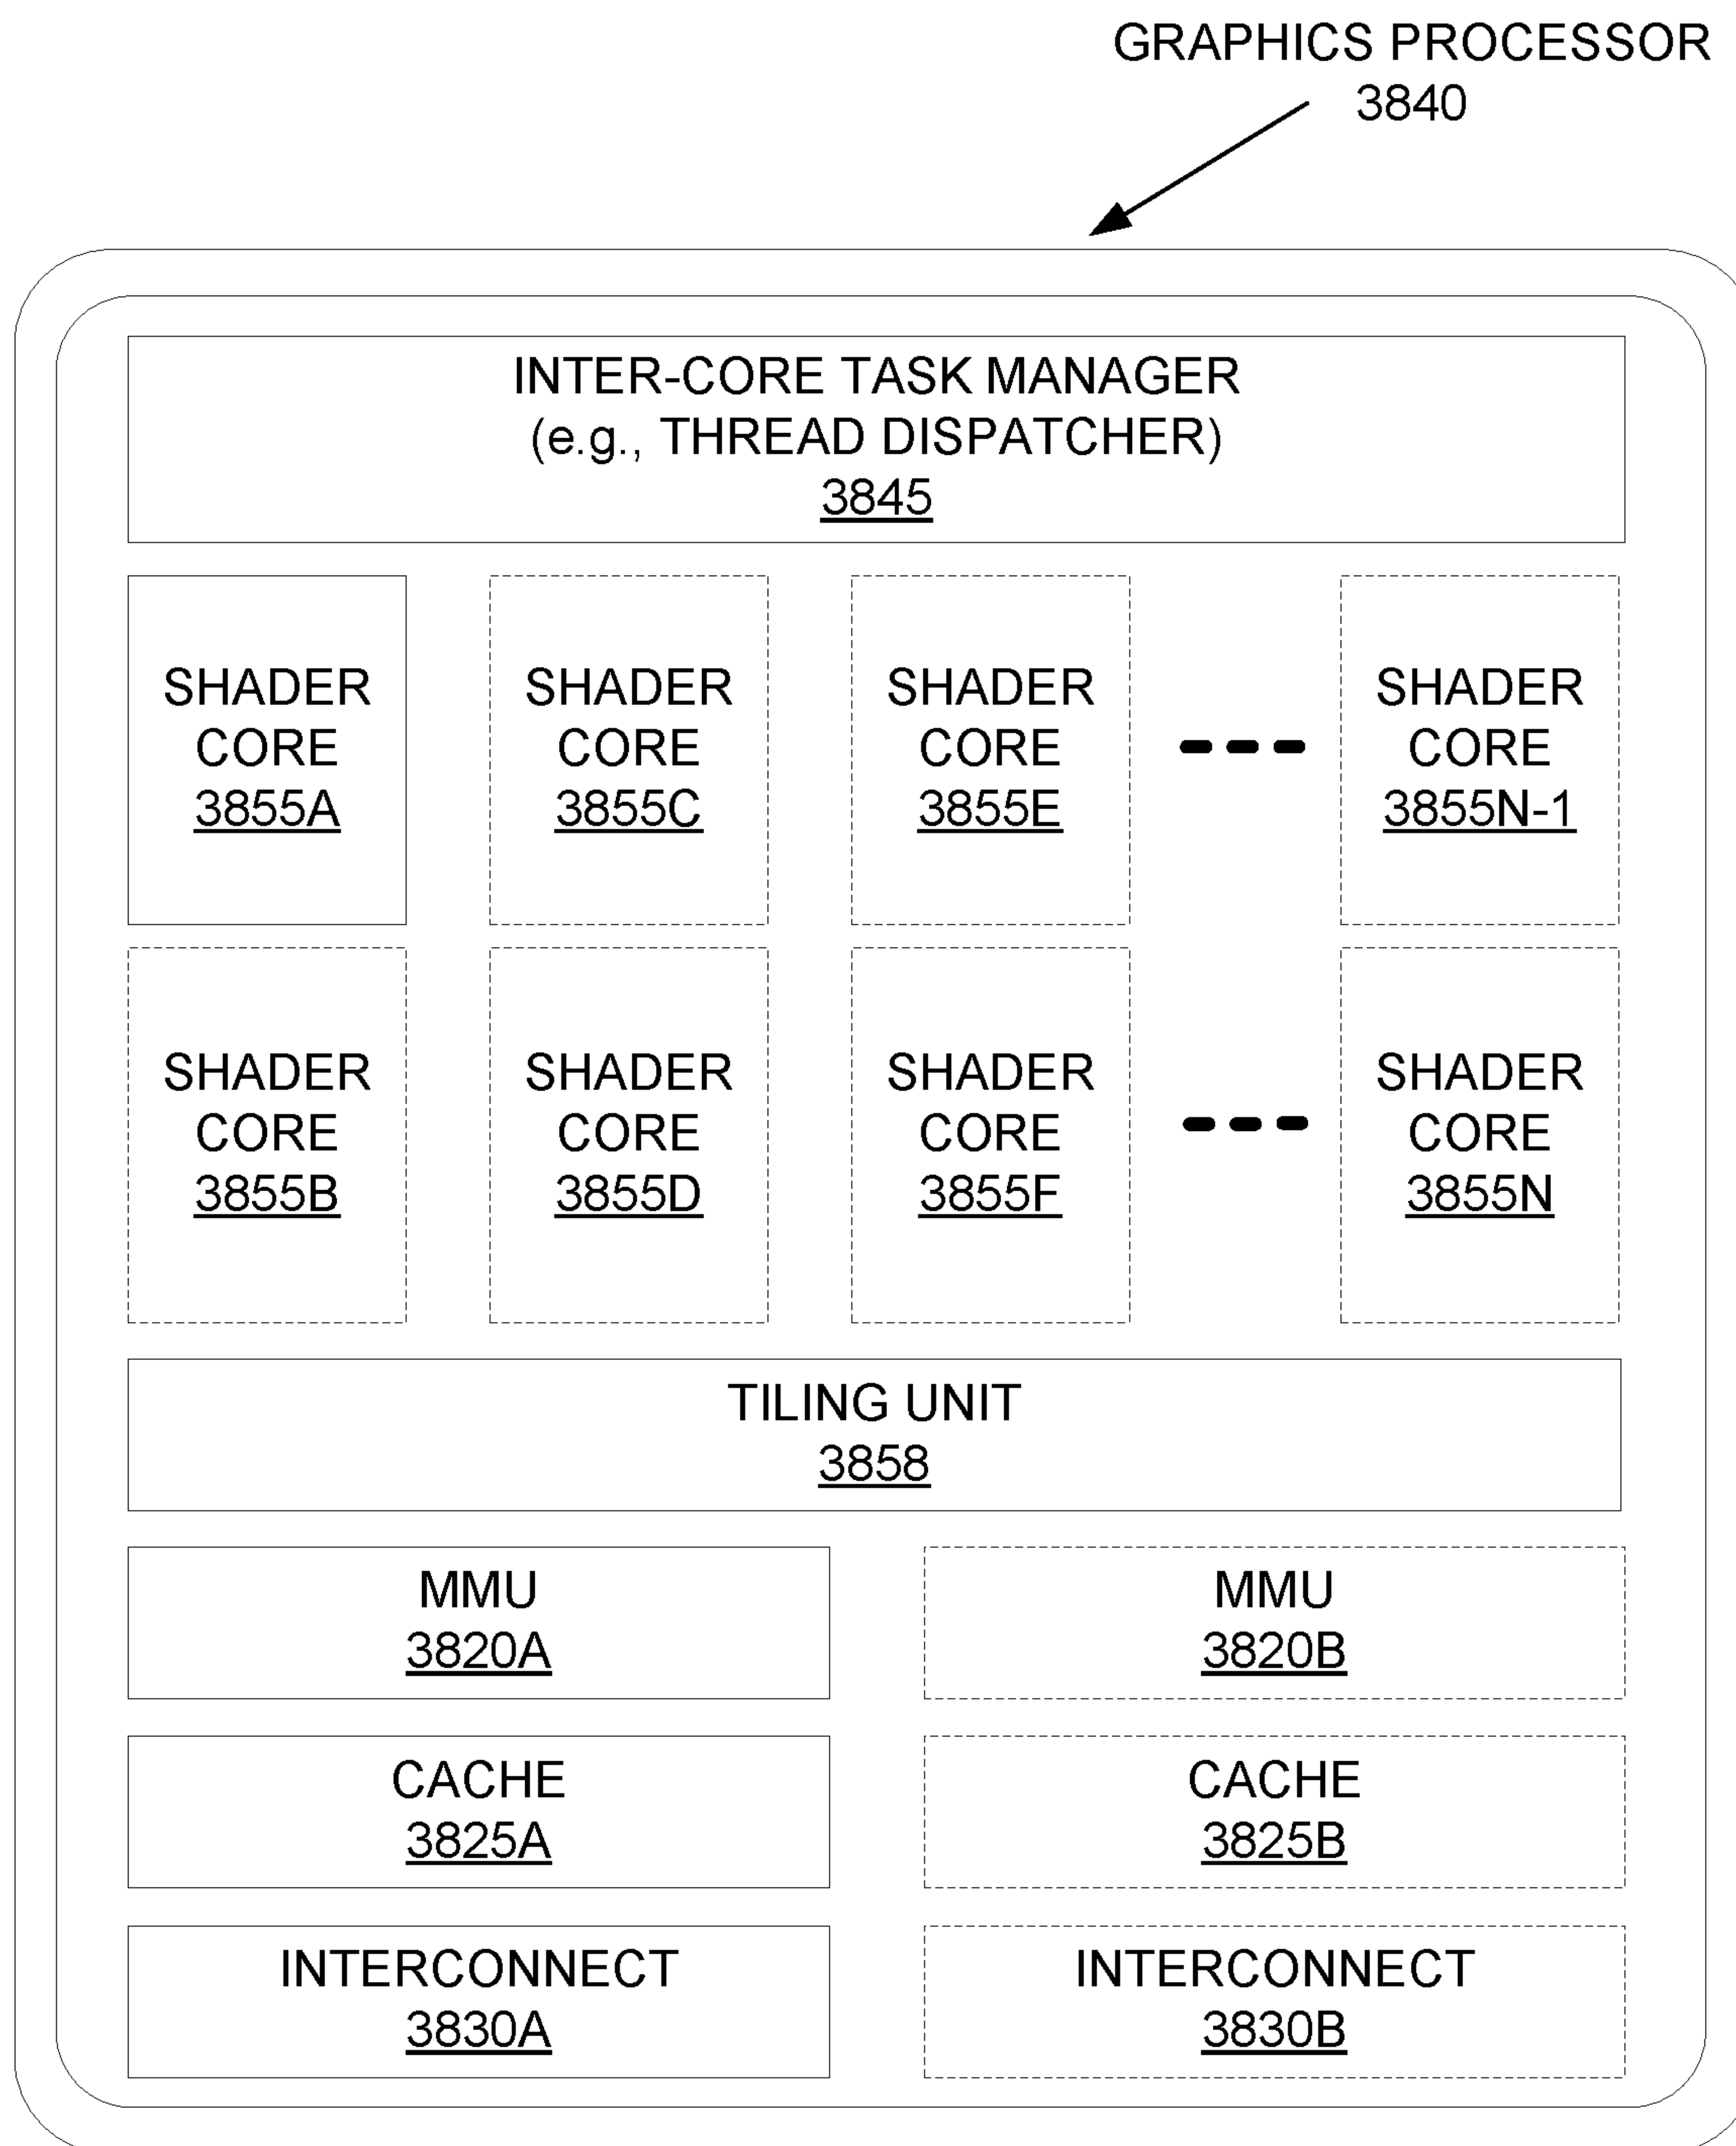 GRAPHICS PROCESSOR
3840
INTER-CORE TASK MANAGER
(e.g., THREAD DISPATCHER)
3845
SHADER
CORE
3855A
SHADER
CORE
3855C
SHADER
CORE
3855E
SHADER
CORE
3855N-1
SHADER
CORE
3855B
SHADER
CORE
3855D
SHADER
CORE
3855F
SHADER
CORE
3855N
TILING UNIT
3858
MMU
3820A
MMU
3820B
CACHE
3825A
CACHE
3825B
INTERCONNECT
3830A
INTERCONNECT
3830B